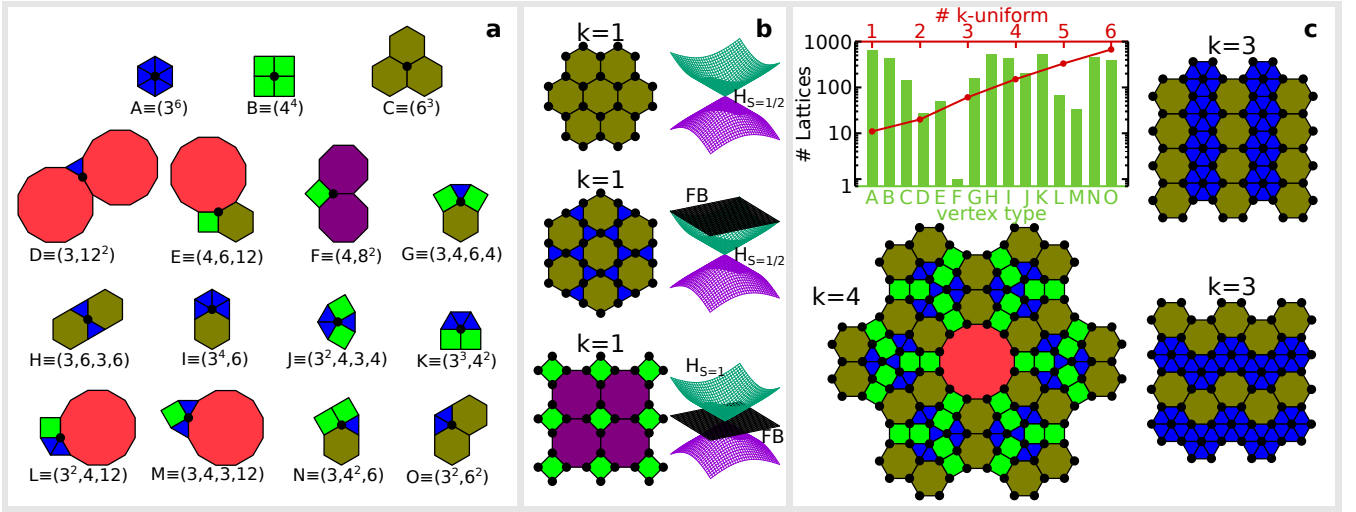 a
A≡(3⁶)
B≡(4⁴)
C≡(6³)
D≡(3,12²)
E≡(4,6,12)
F≡(4,8²)
G≡(3,4,6,4)
H≡(3,6,3,6)
I≡(3⁴,6)
J≡(3²,4,3,4)
K≡(3³,4²)
L≡(3²,4,12)
M≡(3,4,3,12)
N≡(3,4²,6)
O≡(3²,6²)
b
k=1
H_S=1/2
k=1
FB
H_S=1/2
k=1
H_S=1
FB
c
# k-uniform
1 2 3 4 5 6
1000
100
10
1
# Lattices
A B C D E F G H I J K L M N O
vertex type
k=3
k=4
k=3